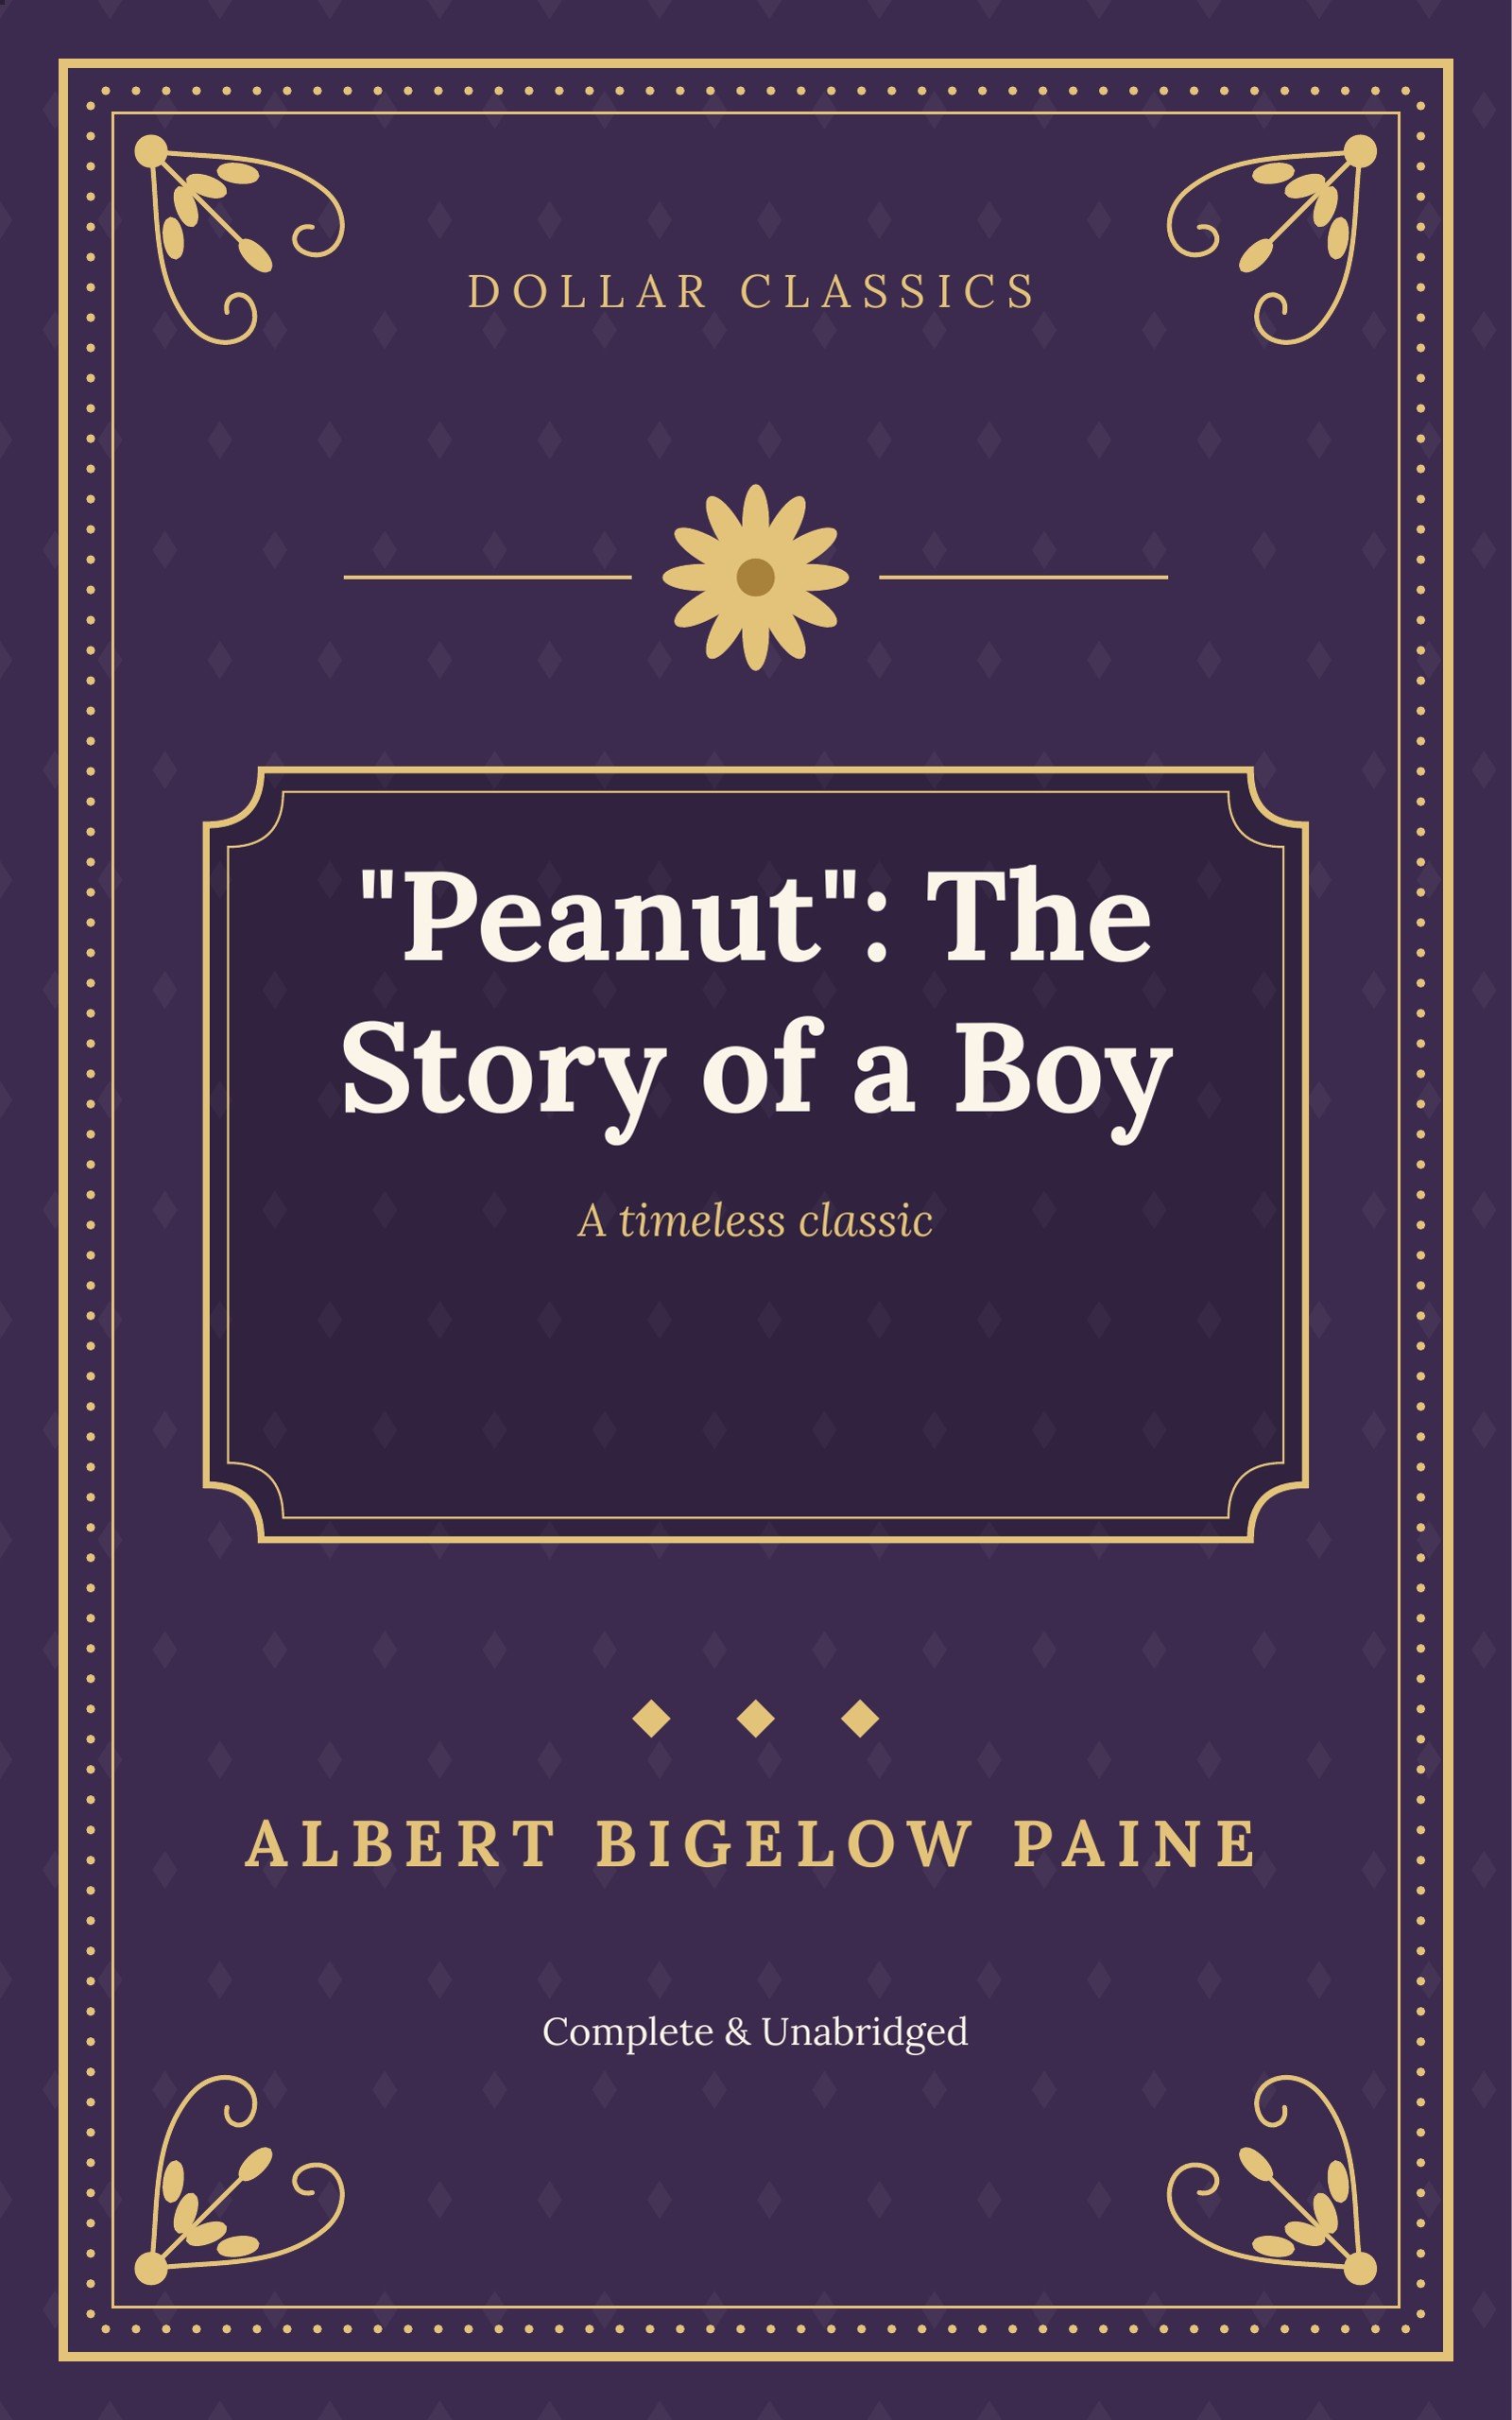 DOLLAR CLASSICS
"Peanut": The
Story of a Boy
A timeless classic
ALBERT BIGELOW PAINE
Complete & Unabridged